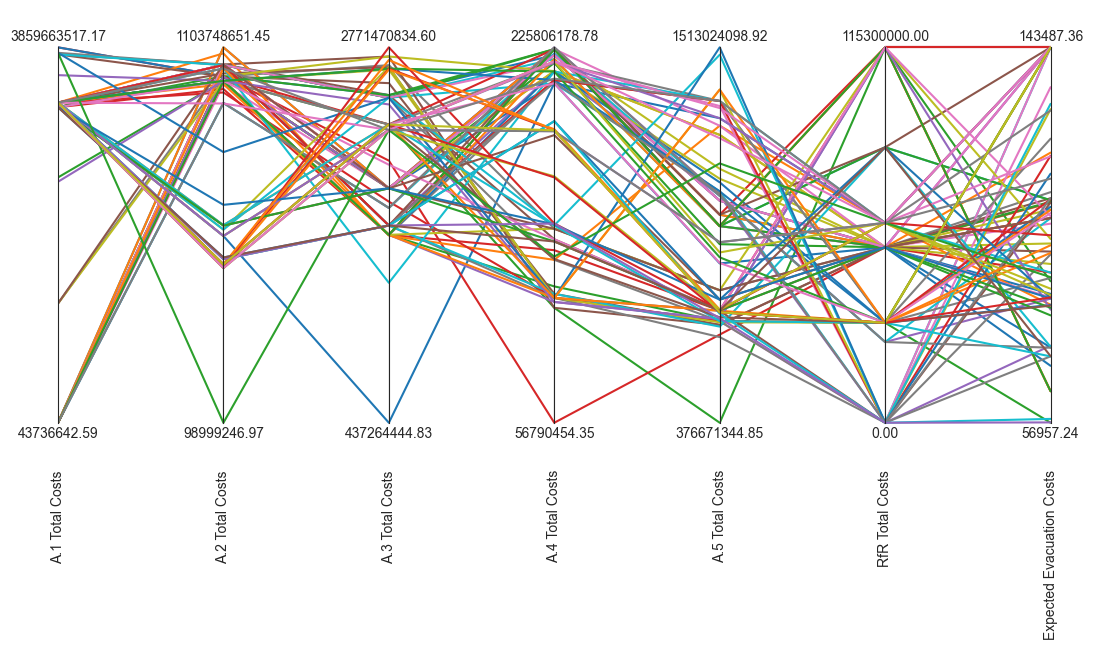 3859663517.17 1103748651.45 2771470834.60 225806178.78 1513024098.92 115300000.00 143487.36
43736642.59 98999246.97 437264444.83 56790454.35 376671344.85 0.00 56957.24
A.1 Total Costs
A.2 Total Costs
A.3 Total Costs
A.4 Total Costs
A.5 Total Costs
RfR Total Costs
Expected Evacuation Costs